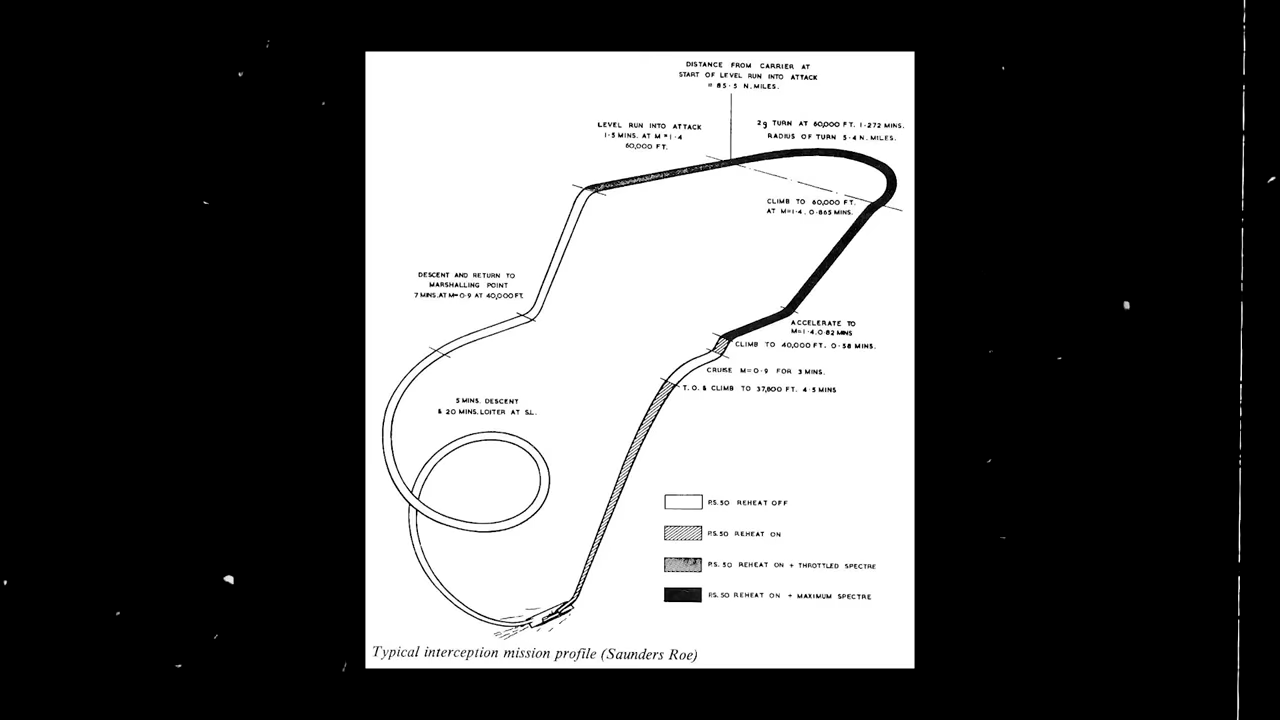 DISTANCE FROM CARRIER AT
START OF LEVEL RUN INTO ATTACK
= 85·5 N.MILES.
LEVEL RUN INTO ATTACK
1·5 MINS. AT M=1·4
60,000 FT.
2g TURN AT 60,000 FT. 1·272 MINS.
RADIUS OF TURN 5·4 N.MILES.
CLIMB TO 60,000 FT.
AT M=1·4. 0·865 MINS.
DESCENT AND RETURN TO
MARSHALLING POINT
7 MINS. AT M=0·9 AT 40,000 FT.
ACCELERATE TO
M=1·4. 0·82 MINS
CLIMB TO 40,000 FT. 0·58 MINS.
CRUISE M=0·9 FOR 3 MINS.
T.O. & CLIMB TO 37,800 FT. 4·5 MINS
5 MINS. DESCENT
& 20 MINS. LOITER AT S.L.
P.S.50 REHEAT OFF
P.S.50 REHEAT ON
P.S.50 REHEAT ON + THROTTLED SPECTRE
P.S.50 REHEAT ON + MAXIMUM SPECTRE
Typical interception mission profile (Saunders Roe)